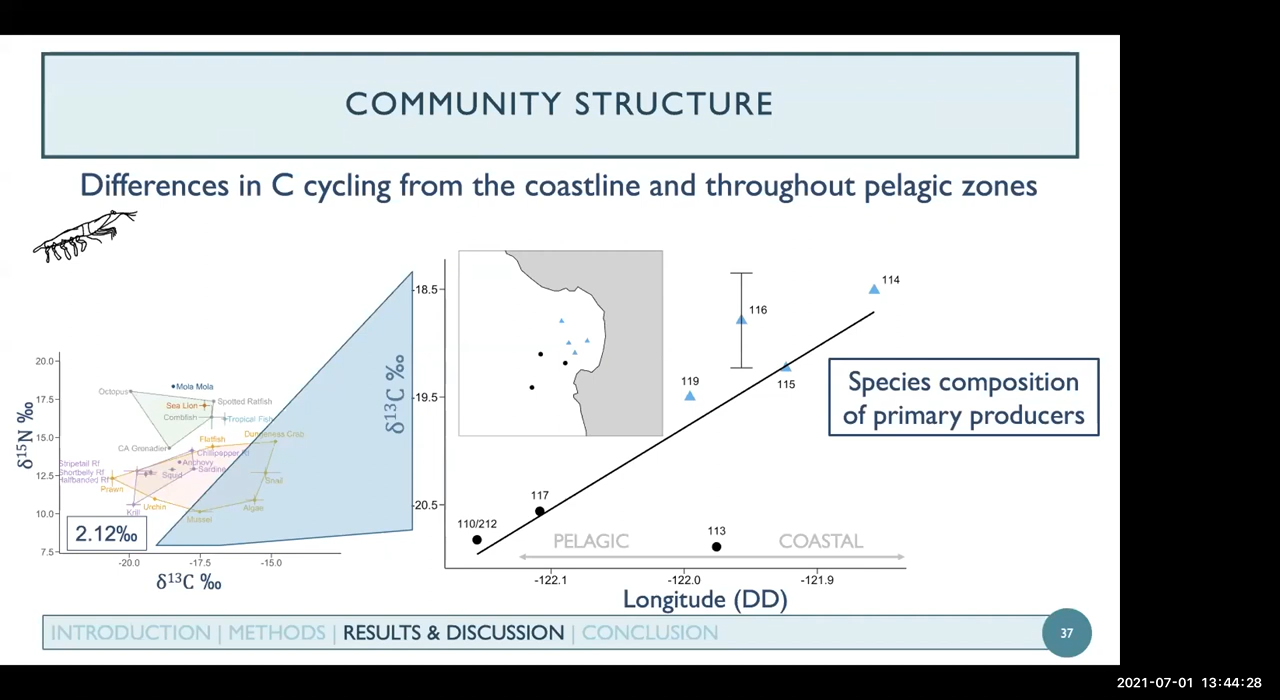 COMMUNITY STRUCTURE
Differences in C cycling from the coastline and throughout pelagic zones
δ15N ‰
20.0
17.5
15.0
12.5
10.0
7.5
Mola Mola
Octopus
Spotted Ratfish
Sea Lion
Combfish
Tropical Fish
Dungeness Crab
Flatfish
CA Grenadier
Chilipepper Rf
Stripetail Rf
Anchovy
Shortbelly Rf
Sardine
Halfbanded Rf
Squid
Snail
Prawn
Urchin
Algae
Krill
Mussel
2.12‰
-20.0
-17.5
-15.0
δ13C ‰
δ13C ‰
-18.5
-19.5
-20.5
114
116
119
115
117
110/212
113
PELAGIC
COASTAL
-122.1
-122.0
-121.9
Longitude (DD)
Species composition
of primary producers
INTRODUCTION | METHODS | RESULTS & DISCUSSION | CONCLUSION
37
2021-07-01 13:44:28